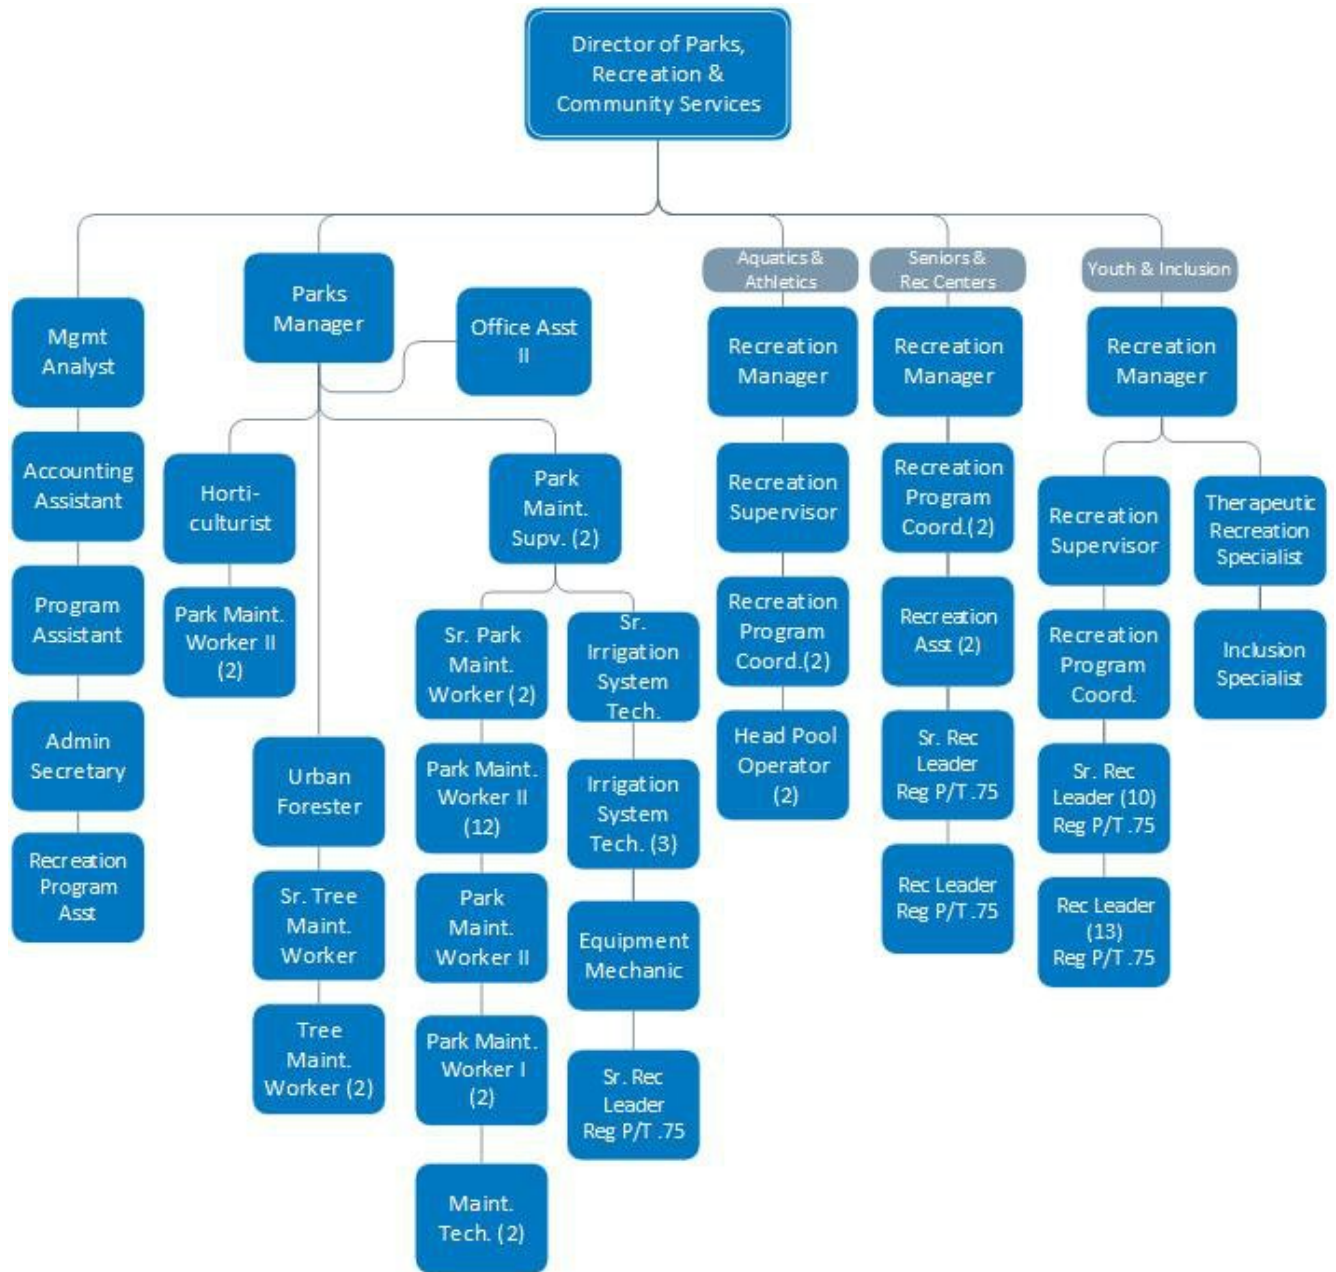 Director of Parks,
Recreation &
Community Services
Mgmt
Analyst
Accounting
Assistant
Program
Assistant
Admin
Secretary
Recreation
Program
Asst
Parks
Manager
Office Asst
II
Horti-
culturist
Park Maint.
Worker II
(2)
Urban
Forester
Sr. Tree
Maint.
Worker
Tree
Maint.
Worker (2)
Park
Maint.
Supv. (2)
Sr. Park
Maint.
Worker (2)
Park Maint.
Worker II
(12)
Park
Maint.
Worker II
Park Maint.
Worker I
(2)
Maint.
Tech. (2)
Sr.
Irrigation
System
Tech.
Irrigation
System
Tech. (3)
Equipment
Mechanic
Sr. Rec
Leader
Reg P/T .75
Aquatics &
Athletics
Recreation
Manager
Recreation
Supervisor
Recreation
Program
Coord.(2)
Head Pool
Operator
(2)
Seniors &
Rec Centers
Recreation
Manager
Recreation
Program
Coord.(2)
Recreation
Asst (2)
Sr. Rec
Leader
Reg P/T .75
Rec Leader
Reg P/T .75
Youth & Inclusion
Recreation
Manager
Recreation
Supervisor
Recreation
Program
Coord.
Sr. Rec
Leader (10)
Reg P/T .75
Rec Leader
(13)
Reg P/T .75
Therapeutic
Recreation
Specialist
Inclusion
Specialist